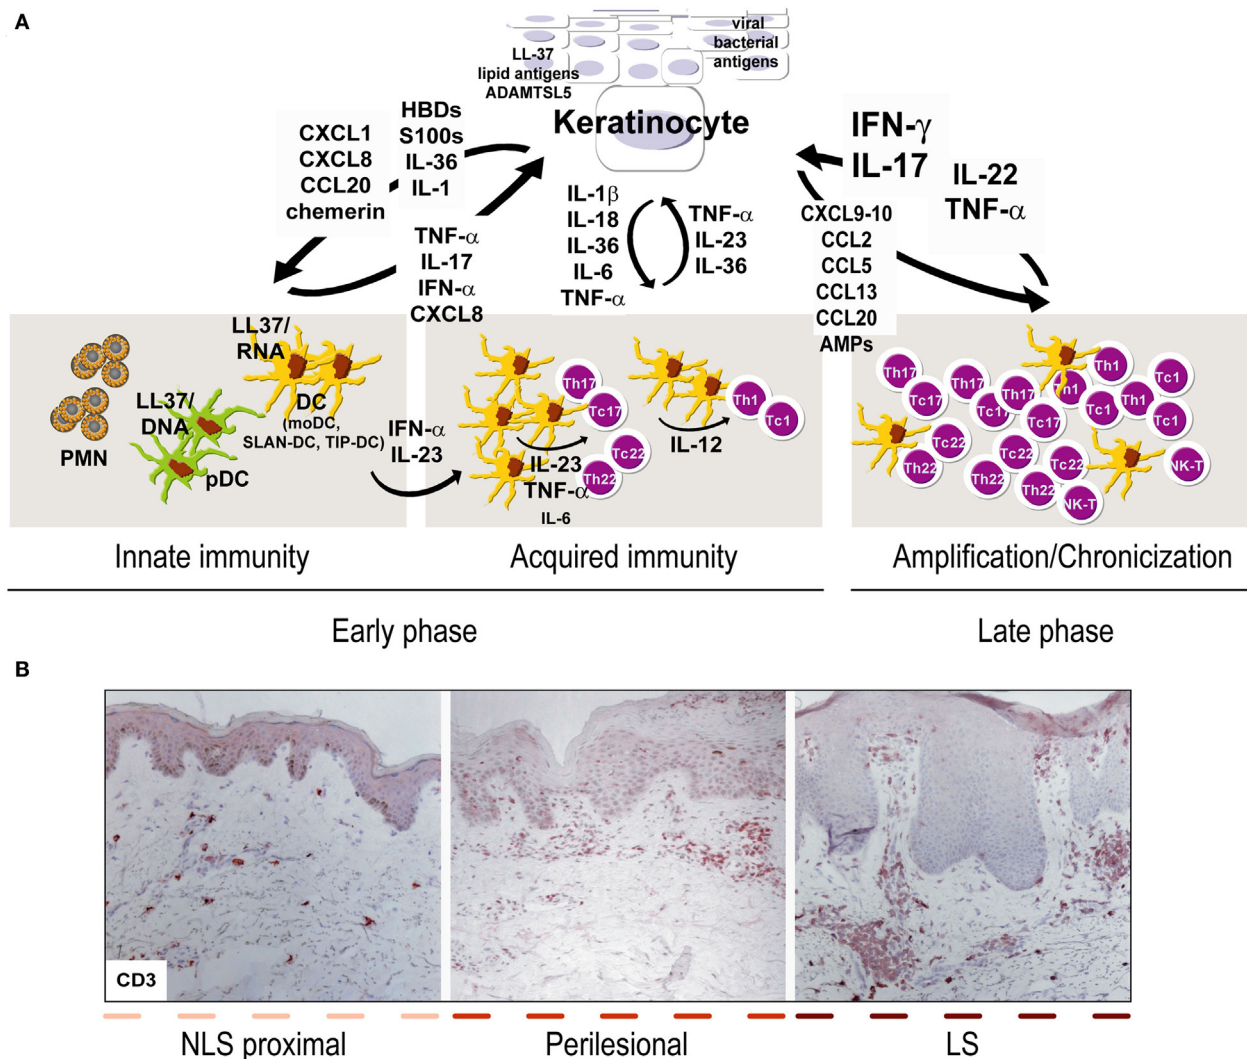 A
LL-37
lipid antigens
ADAMTSL5
viral
bacterial
antigens
Keratinocyte
CXCL1
CXCL8
CCL20
chemerin
HBDs
S100s
IL-36
IL-1
TNF-α
IL-17
IFN-α
CXCL8
IL-1β
IL-18
IL-36
IL-6
TNF-α
TNF-α
IL-23
IL-36
IFN-γ
IL-17
IL-22
TNF-α
CXCL9-10
CCL2
CCL5
CCL13
CCL20
AMPs
LL37/
RNA
LL37/
DNA
PMN
pDC
DC
(moDC,
SLAN-DC, TIP-DC)
IFN-α
IL-23
Th17
Tc17
Tc22
Th22
IL-23
TNF-α
IL-6
Th1
Tc1
IL-12
Th17
Tc17
Th17
Tc17
Th17
Tc17
Th1
Th1
Tc1
Th1
Tc1
Tc1
Tc22
Th22
Tc22
Th22
Tc22
Th22
NK-T
NK-T
Innate immunity
Acquired immunity
Amplification/Chronicization
Early phase
Late phase
B
CD3
NLS proximal
Perilesional
LS